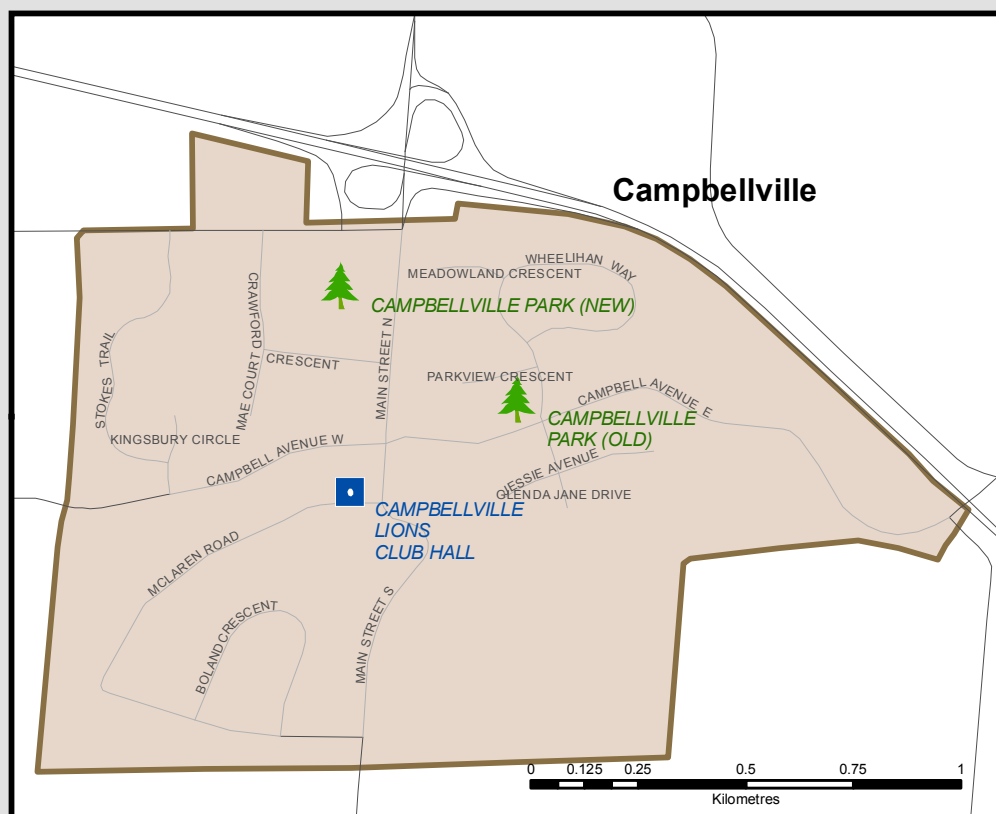 Campbellville
WHEELIHAN WAY
MEADOWLAND CRESCENT
CAMPBELLVILLE PARK (NEW)
CRAWFORD
CRESCENT
MAIN STREET N
STOKES TRAIL
MAE COURT
PARKVIEW CRESCENT
CAMPBELL AVENUE E
CAMPBELLVILLE
PARK (OLD)
KINGSBURY CIRCLE
CAMPBELL AVENUE W
JESSIE AVENUE
GLENDA JANE DRIVE
CAMPBELLVILLE
LIONS
CLUB HALL
MCLAREN ROAD
BOLAND CRESCENT
MAIN STREET S
0 0.125 0.25 0.5 0.75 1
Kilometres